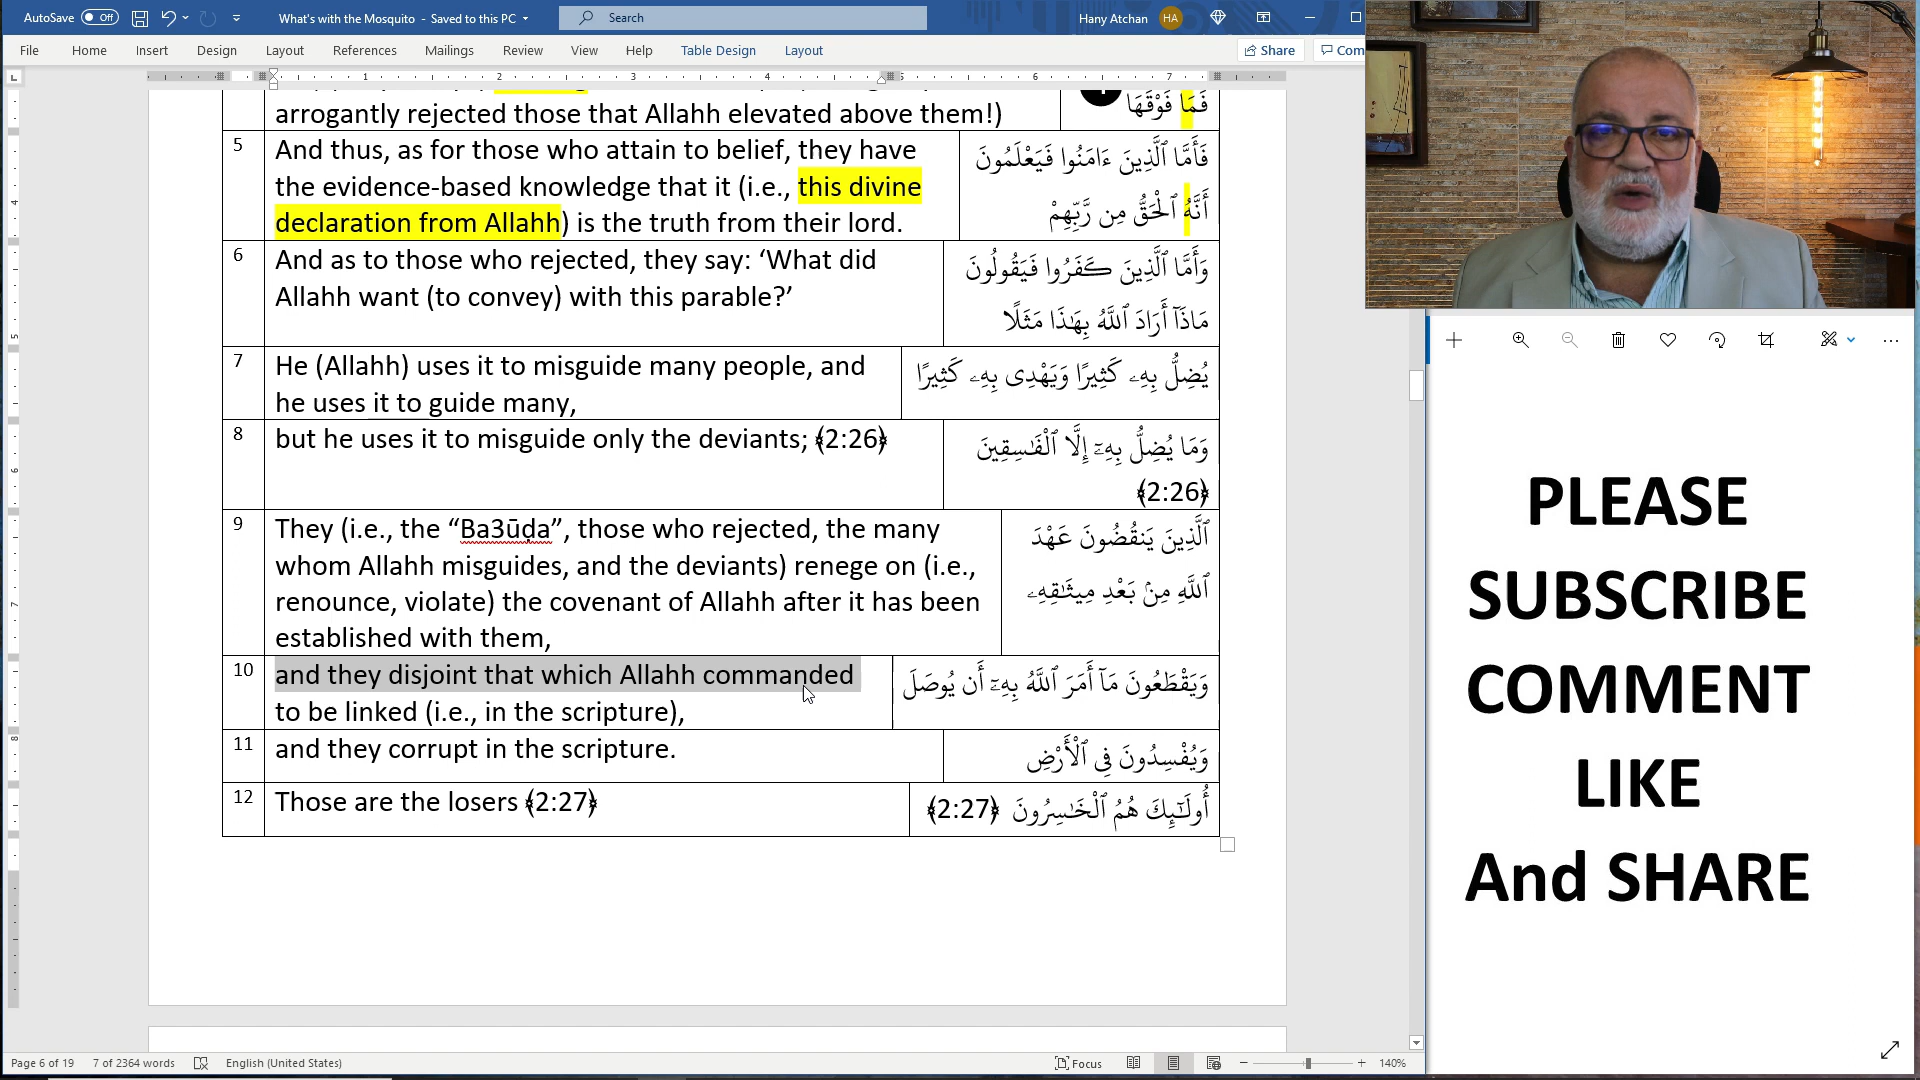 AutoSave Off What's with the Mosquito - Saved to this PC Search Hany Atchan HA
File Home Insert Design Layout References Mailings Review View Help Table Design Layout Share Com
1 2 3 4 5 6 7
arrogantly rejected those that Allahh elevated above them!)
فَمَا فَوْقَهَا
5
And thus, as for those who attain to belief, they have
the evidence-based knowledge that it (i.e., this divine
declaration from Allahh) is the truth from their lord.
فَأَمَّا ٱلَّذِينَ ءَامَنُوا فَيَعْلَمُونَ
أَنَّهُ ٱلْحَقُّ مِن رَّبِّهِمْ
6
And as to those who rejected, they say: ‘What did
Allahh want (to convey) with this parable?’
وَأَمَّا ٱلَّذِينَ كَفَرُوا فَيَقُولُونَ
مَاذَآ أَرَادَ ٱللَّهُ بِهَٰذَا مَثَلًا
7
He (Allahh) uses it to misguide many people, and
he uses it to guide many,
يُضِلُّ بِهِۦ كَثِيرًا وَيَهْدِى بِهِۦ كَثِيرًا
8
but he uses it to misguide only the deviants; ﴾2:26﴿
وَمَا يُضِلُّ بِهِۦٓ إِلَّا ٱلْفَٰسِقِينَ
﴾2:26﴿
9
They (i.e., the “Ba3ūḍa”, those who rejected, the many
whom Allahh misguides, and the deviants) renege on (i.e.,
renounce, violate) the covenant of Allahh after it has been
established with them,
ٱلَّذِينَ يَنقُضُونَ عَهْدَ
ٱللَّهِ مِنۢ بَعْدِ مِيثَٰقِهِۦ
10
and they disjoint that which Allahh commanded
to be linked (i.e., in the scripture),
وَيَقْطَعُونَ مَآ أَمَرَ ٱللَّهُ بِهِۦٓ أَن يُوصَلَ
11
and they corrupt in the scripture.
وَيُفْسِدُونَ فِى ٱلْأَرْضِ
12
Those are the losers ﴾2:27﴿
أُولَٰٓئِكَ هُمُ ٱلْخَٰسِرُونَ ﴾2:27﴿
PLEASE
SUBSCRIBE
COMMENT
LIKE
And SHARE
Page 6 of 19 7 of 2364 words English (United States) Focus 140%